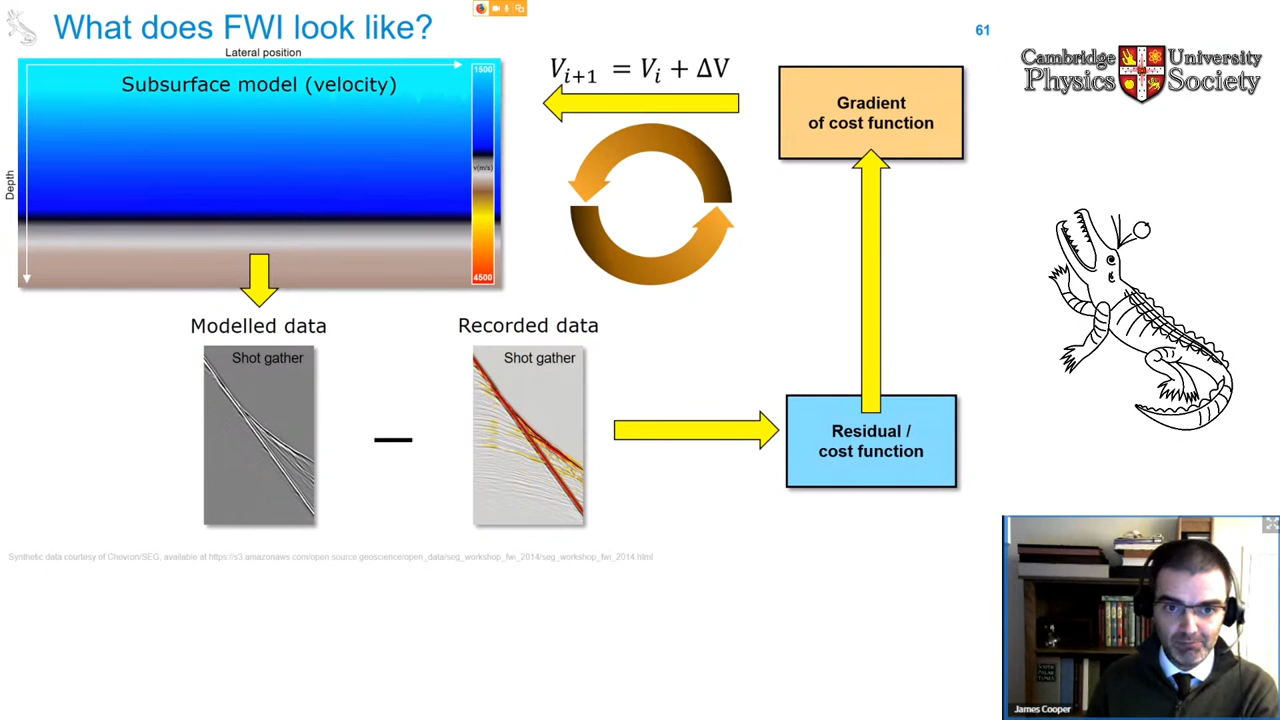 What does FWI look like?
61
Lateral position
Subsurface model (velocity)
1500
v(m/s)
4500
Depth
V_{i+1} = V_i + ΔV
Gradient
of cost function
Cambridge University
Physics Society
Modelled data
Recorded data
Shot gather
Shot gather
Residual /
cost function
Synthetic data courtesy of Chevron/SEG, available at https://s3.amazonaws.com/open.source.geoscience/open_data/seg_workshop_fwi_2014/seg_workshop_fwi_2014.html
James Cooper